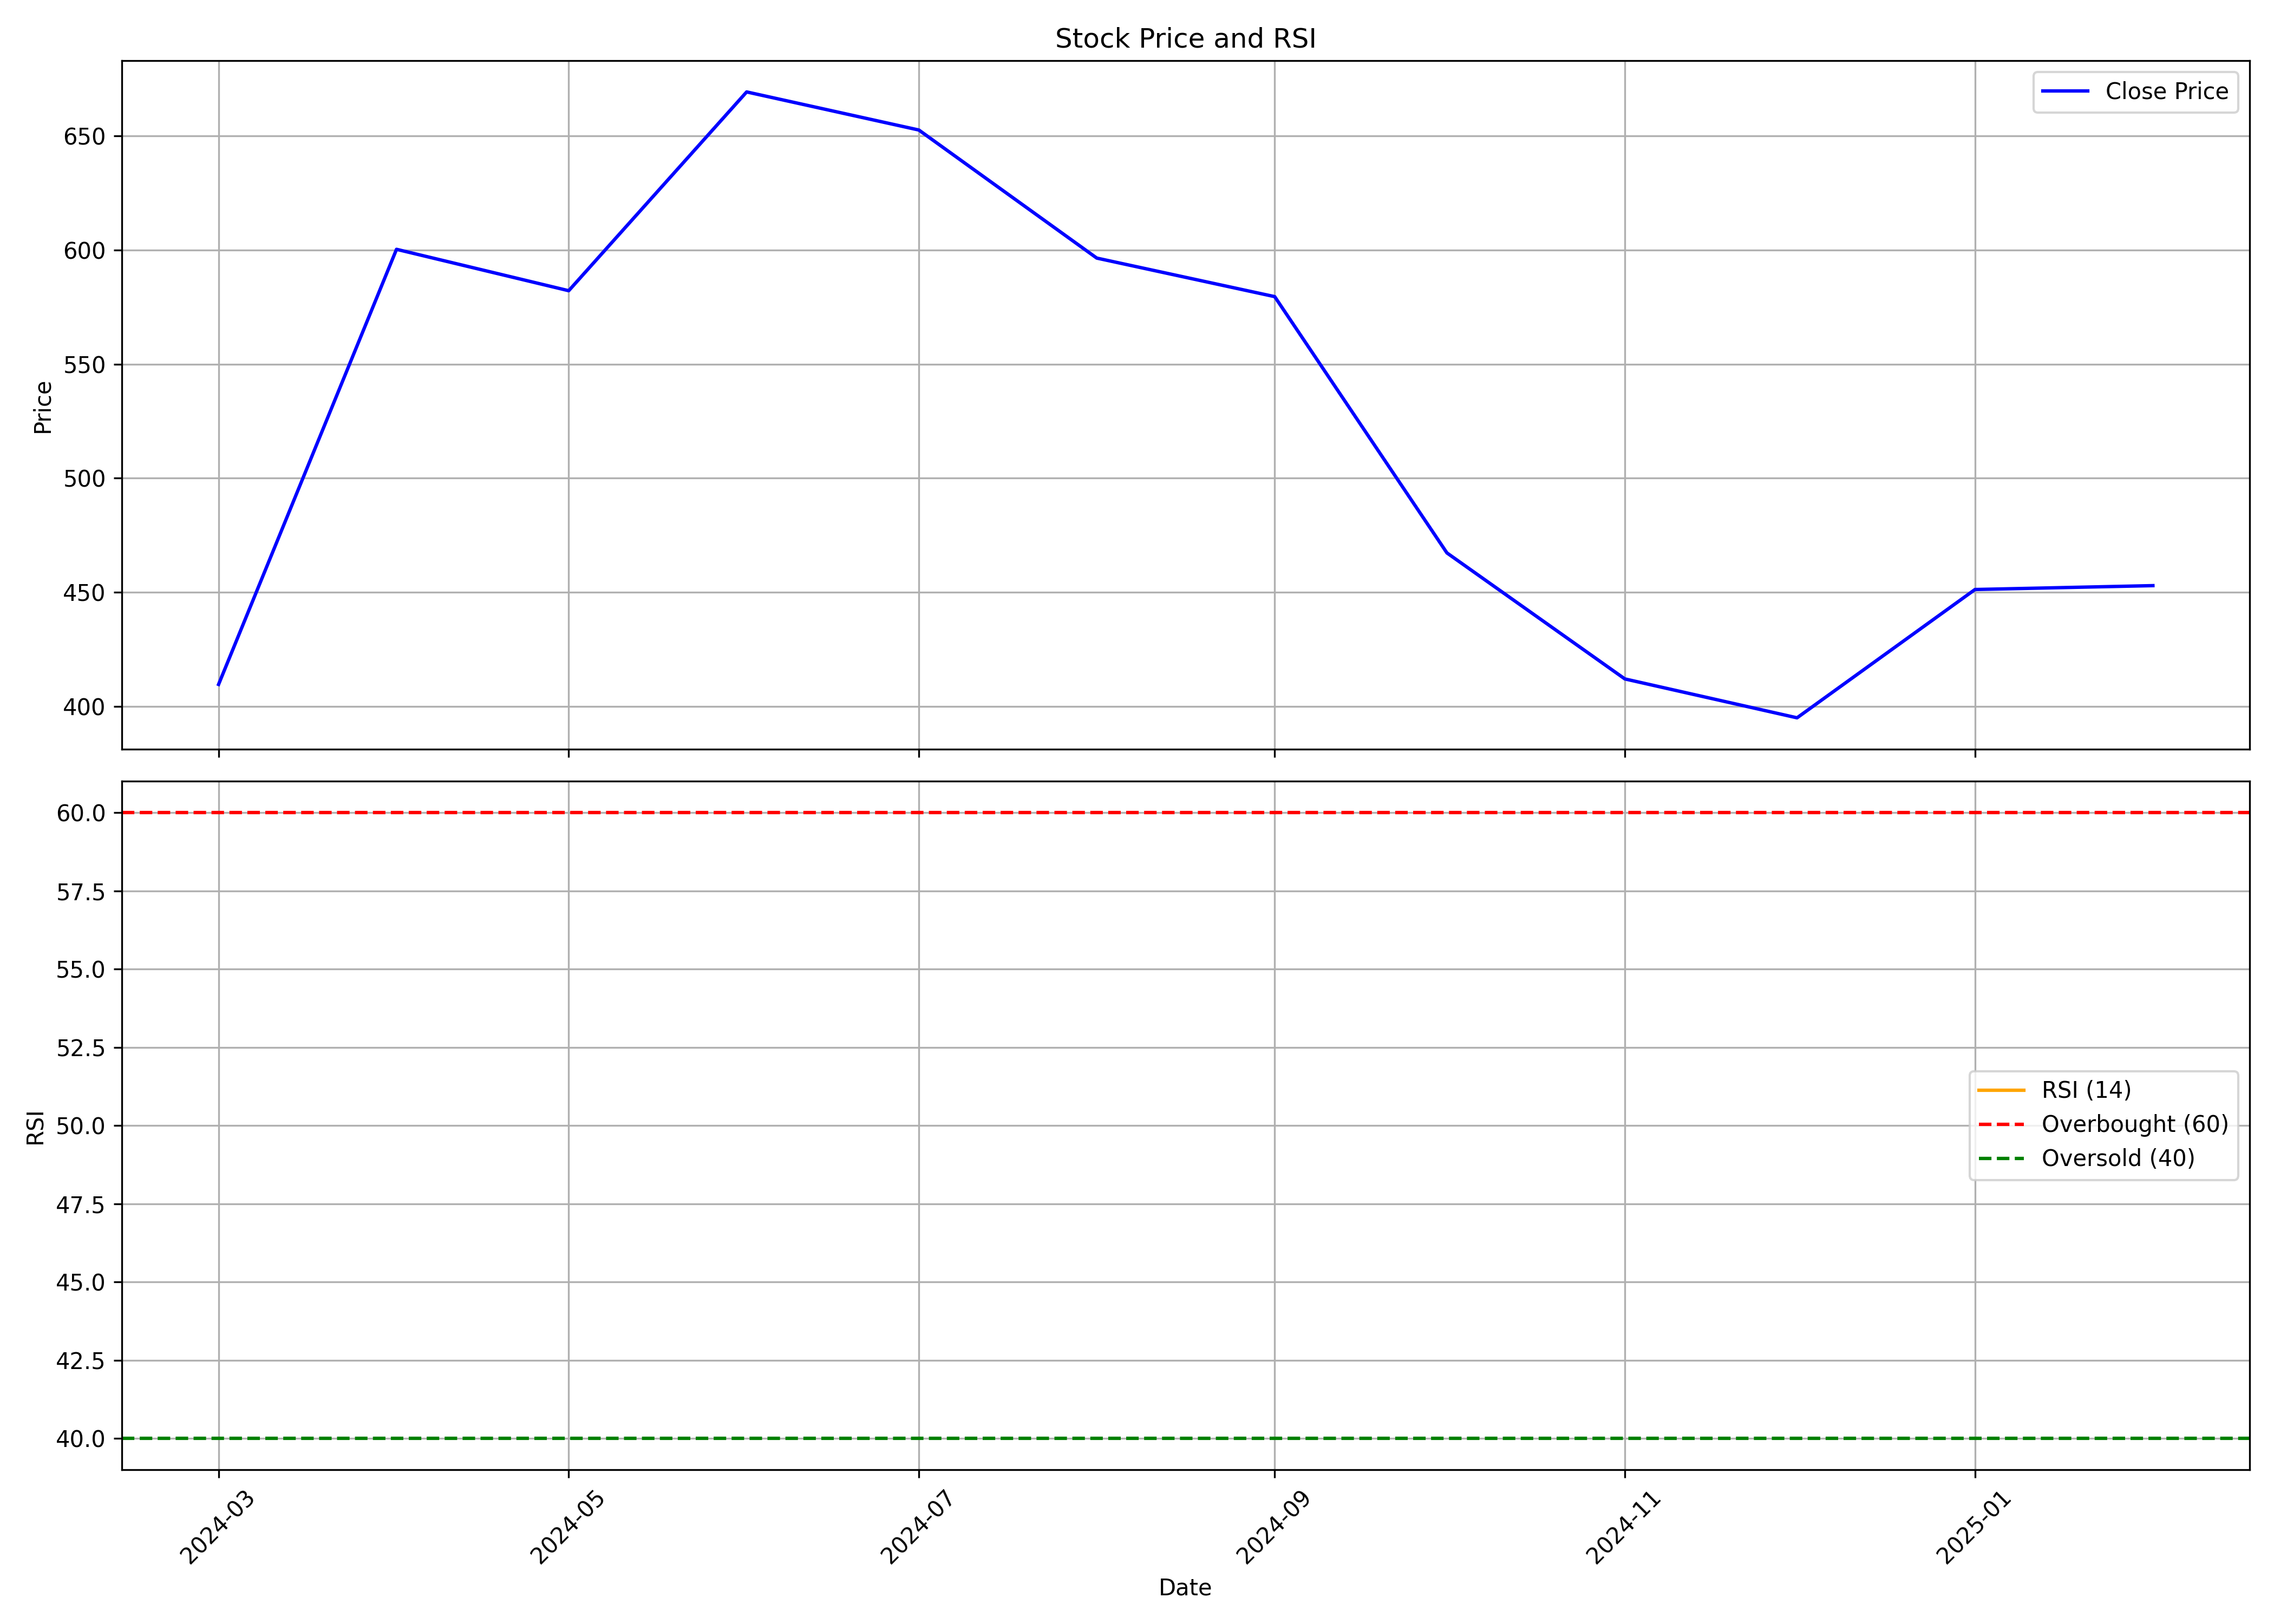 Stock Price and RSI
Close Price
Price
650
600
550
500
450
400
RSI
60.0
57.5
55.0
52.5
50.0
47.5
45.0
42.5
40.0
RSI (14)
Overbought (60)
Oversold (40)
2024-03
2024-05
2024-07
2024-09
2024-11
2025-01
Date